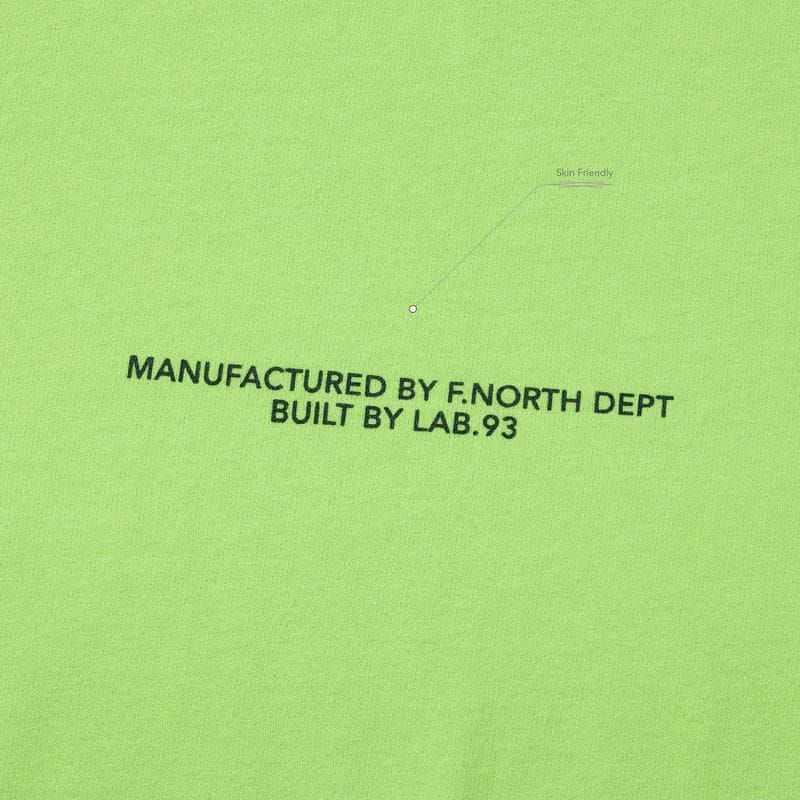 Skin Friendly
MANUFACTURED BY F.NORTH DEPT
BUILT BY LAB.93